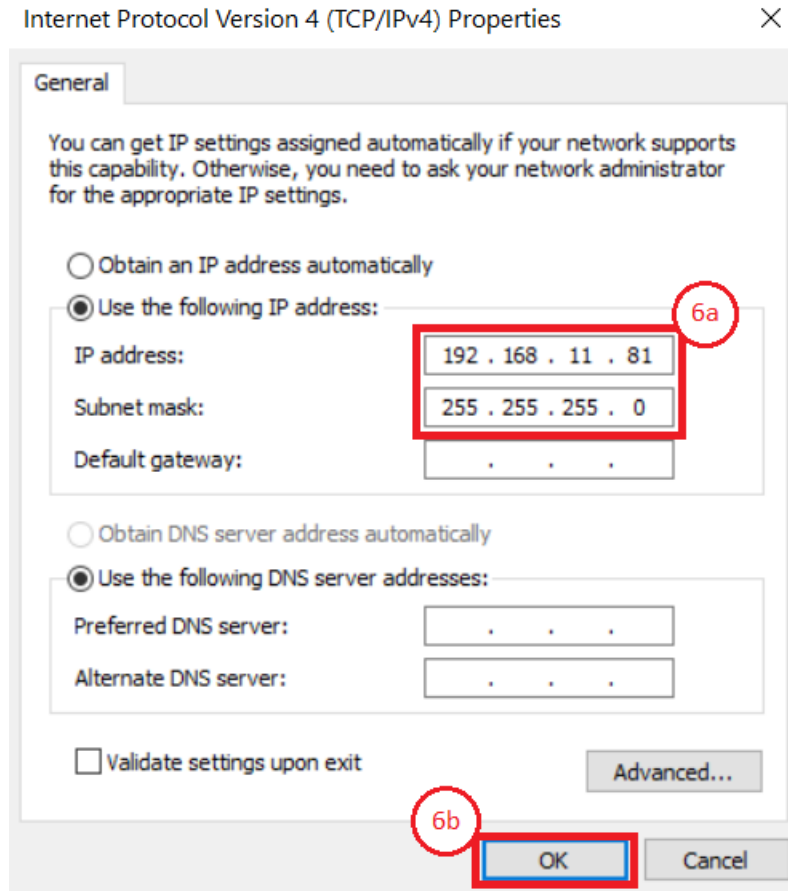 Internet Protocol Version 4 (TCP/IPv4) Properties
General
You can get IP settings assigned automatically if your network supports
this capability. Otherwise, you need to ask your network administrator
for the appropriate IP settings.
Obtain an IP address automatically
Use the following IP address:
6a
IP address: 192 . 168 . 11 . 81
Subnet mask: 255 . 255 . 255 . 0
Default gateway: . . .
Obtain DNS server address automatically
Use the following DNS server addresses:
Preferred DNS server: . . .
Alternate DNS server: . . .
Validate settings upon exit
Advanced...
6b
OK Cancel